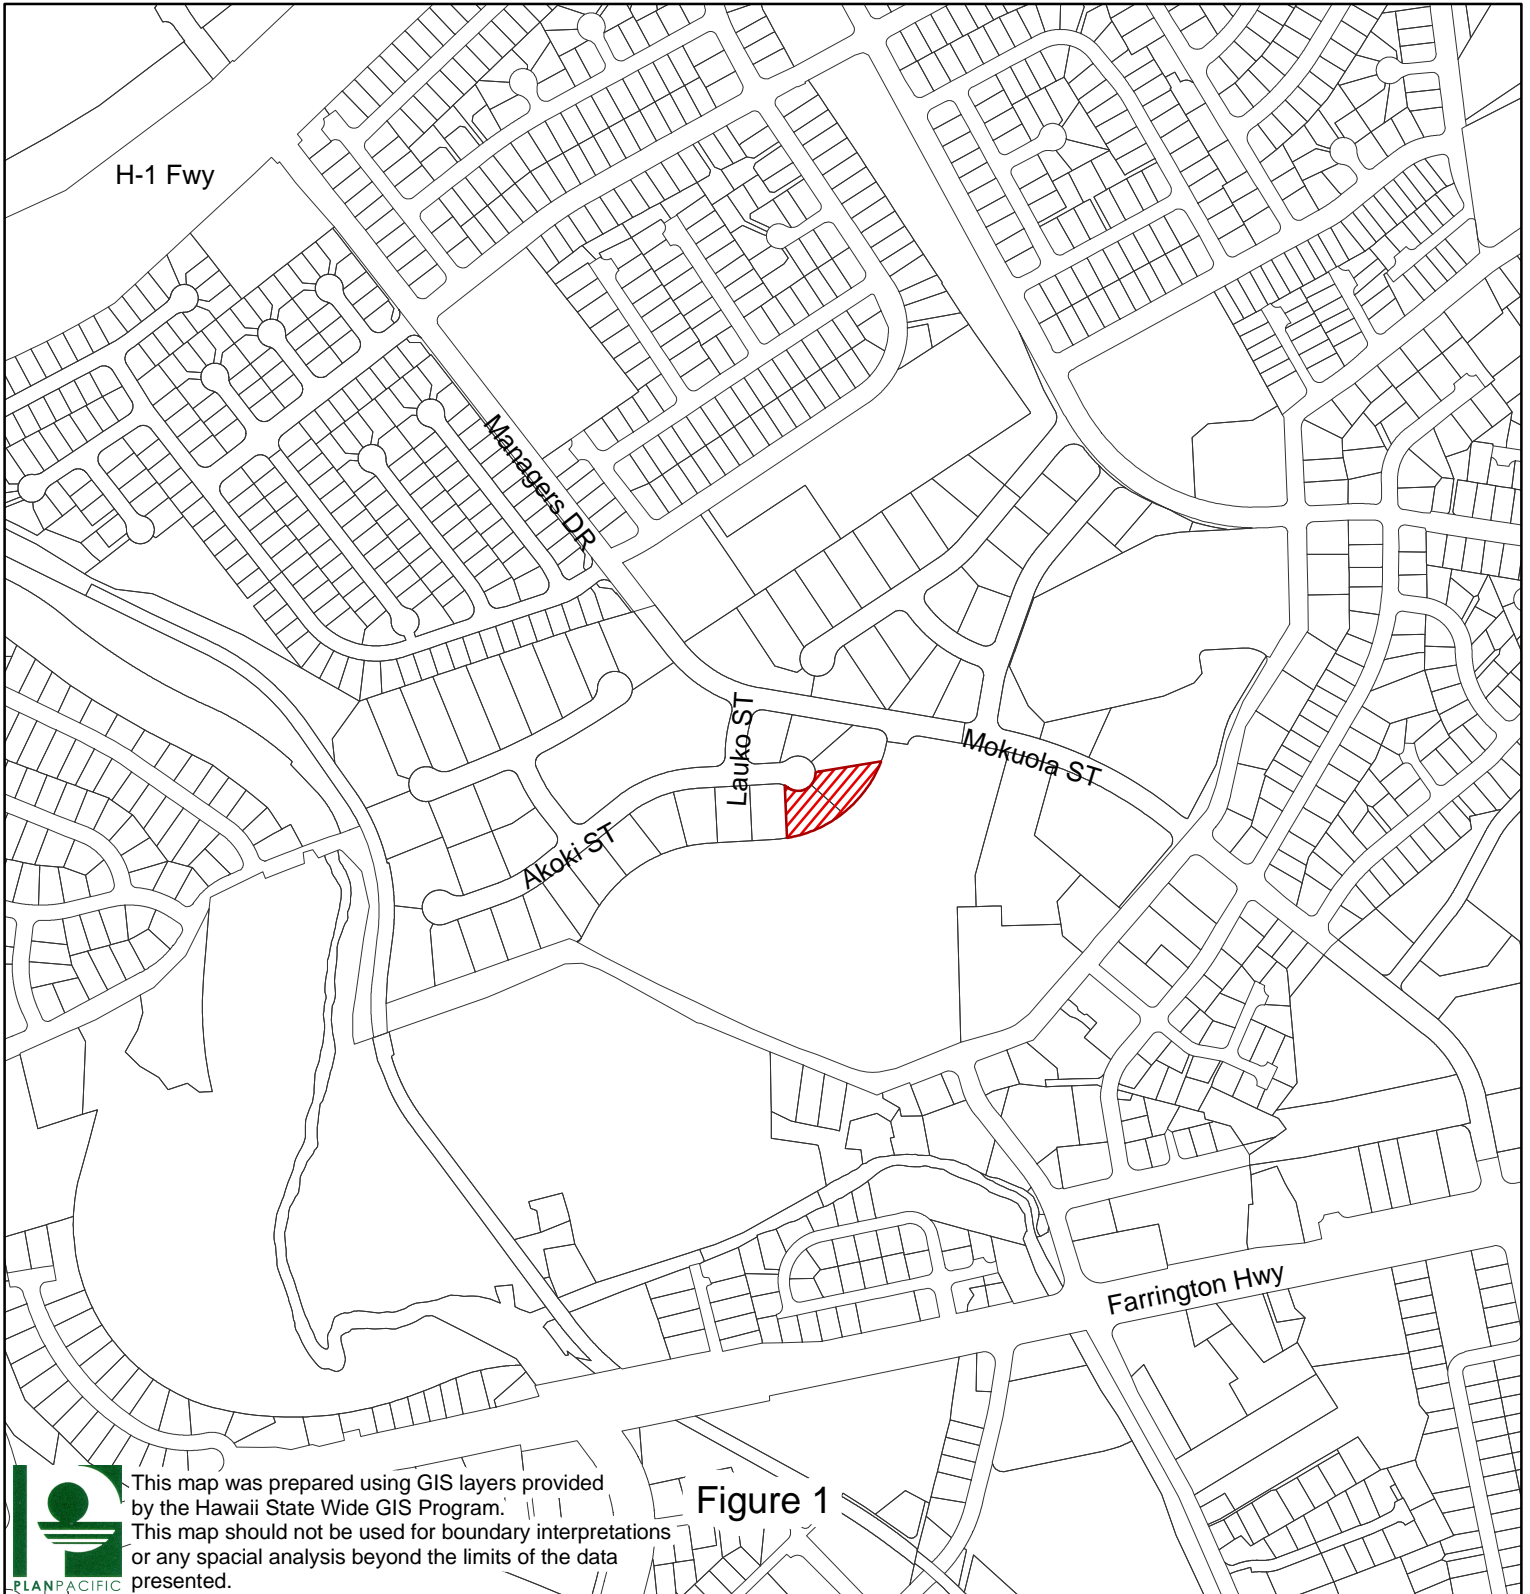 H-1 Fwy
Managers DR
Lauko ST
Mokuola ST
Akoki ST
Farrington Hwy
This map was prepared using GIS layers provided
by the Hawaii State Wide GIS Program.
This map should not be used for boundary interpretations
or any spacial analysis beyond the limits of the data
presented.
PLANPACIFIC
Figure 1